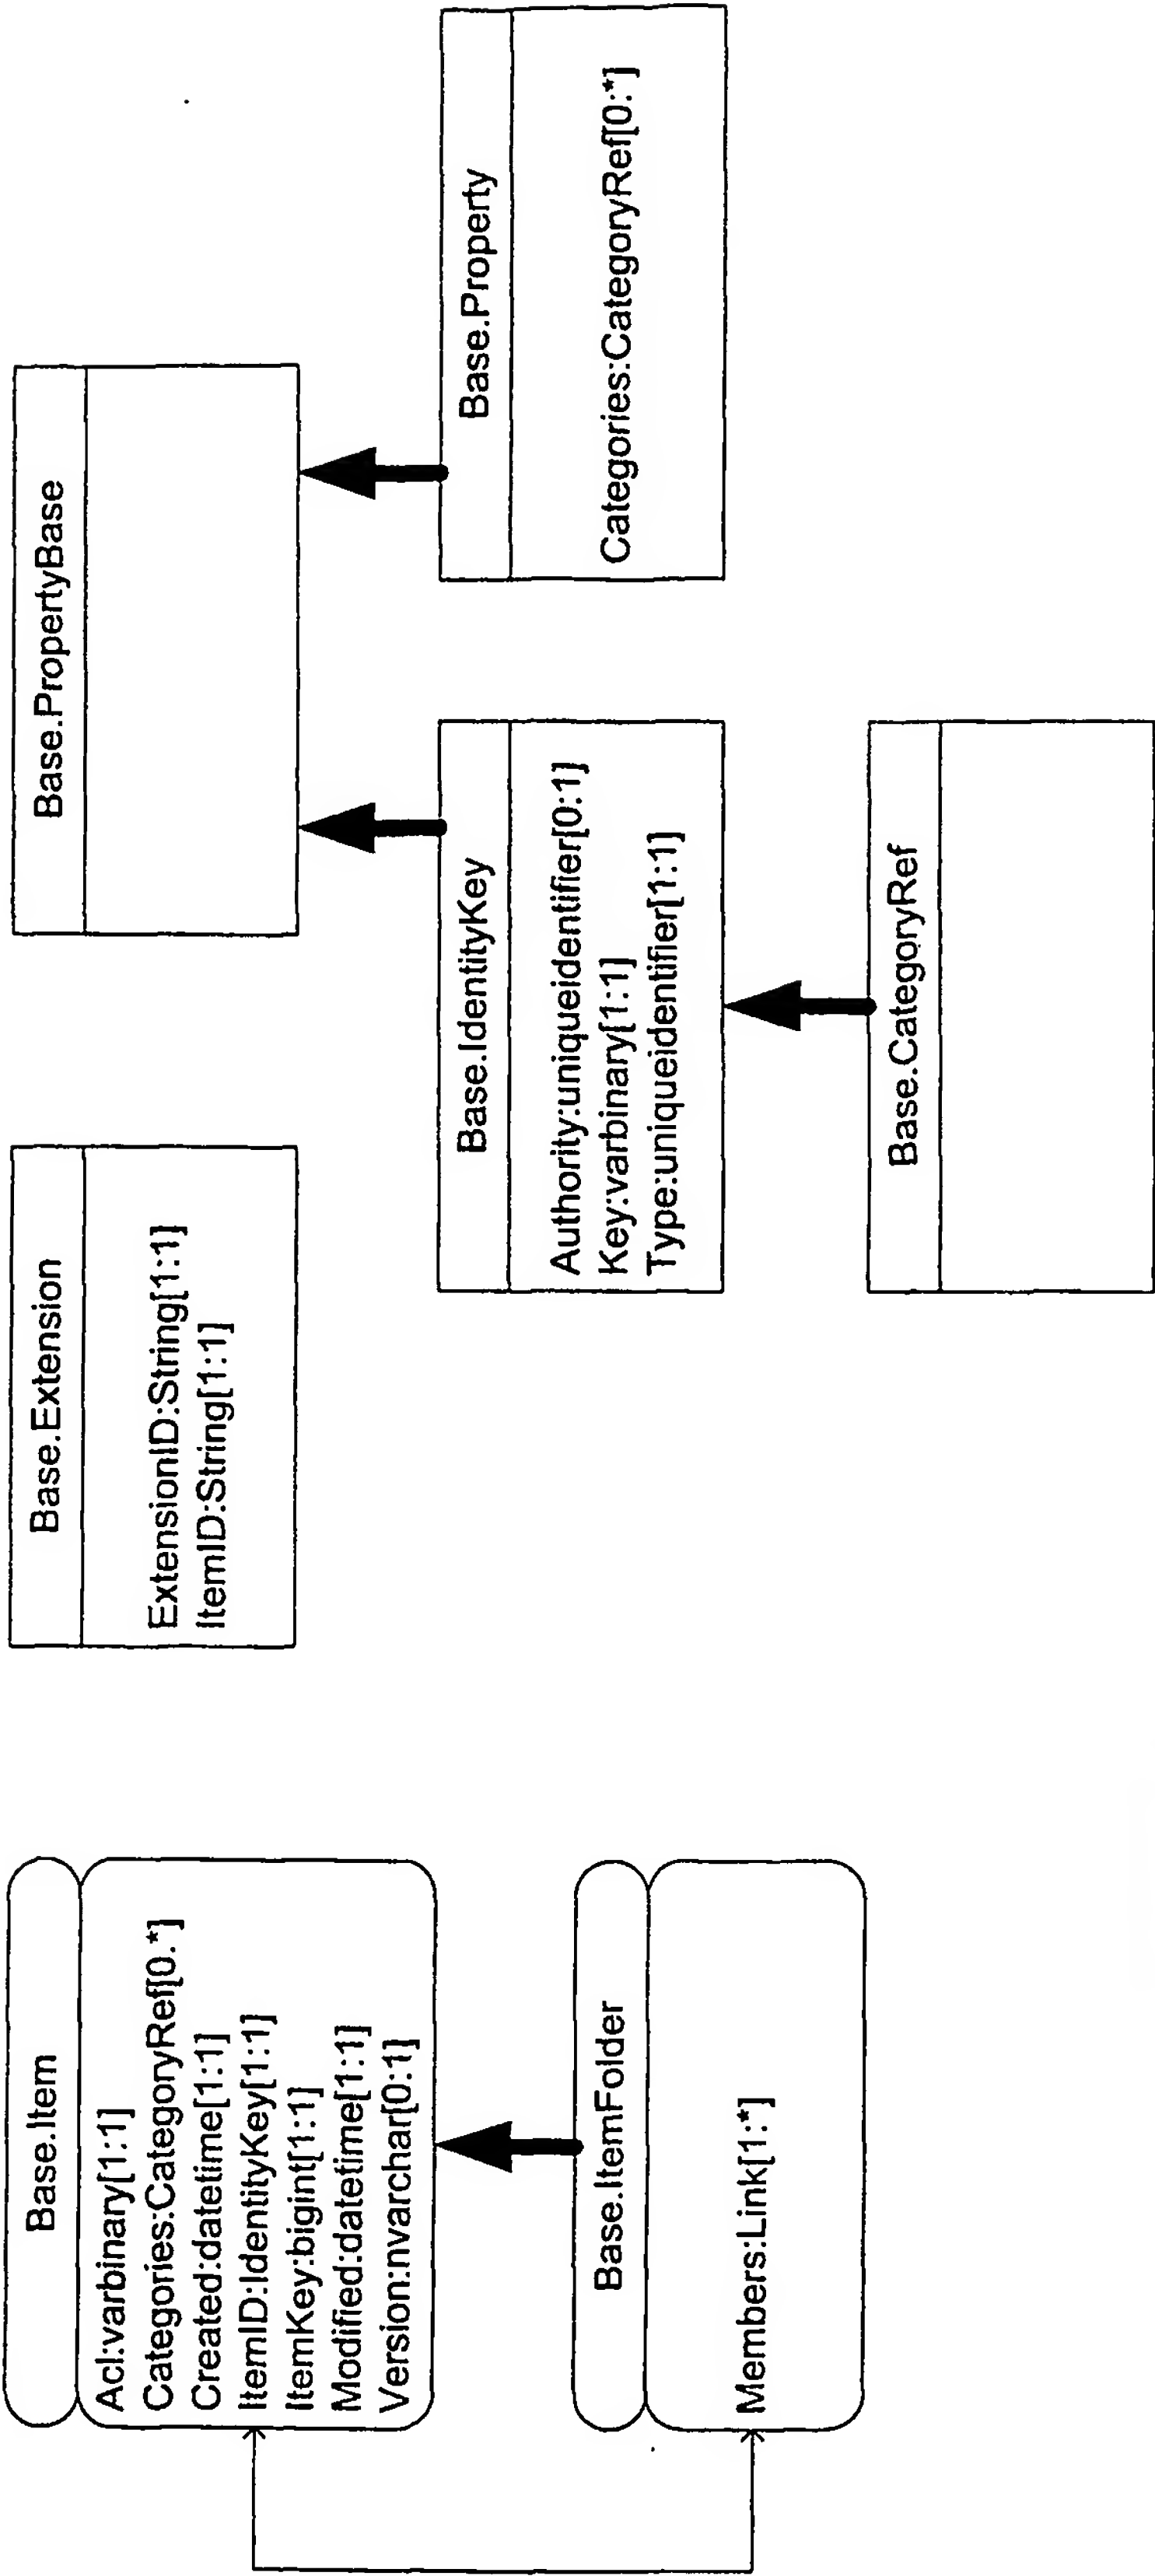 Base.Item
Acl:varbinary[1:1]
Categories:CategoryRef[0.*]
Created:datetime[1:1]
ItemID:IdentityKey[1:1]
ItemKey:bigint[1:1]
Modified:datetime[1:1]
Version:nvarchar[0:1]
Base.ItemFolder
Members:Link[1:*]
Base.Extension
ExtensionID:String[1:1]
ItemID:String[1:1]
Base.PropertyBase
Base.IdentityKey
Authority:uniqueidentifier[0:1]
Key:varbinary[1:1]
Type:uniqueidentifier[1:1]
Base.Property
Categories:CategoryRef[0:*]
Base.CategoryRef